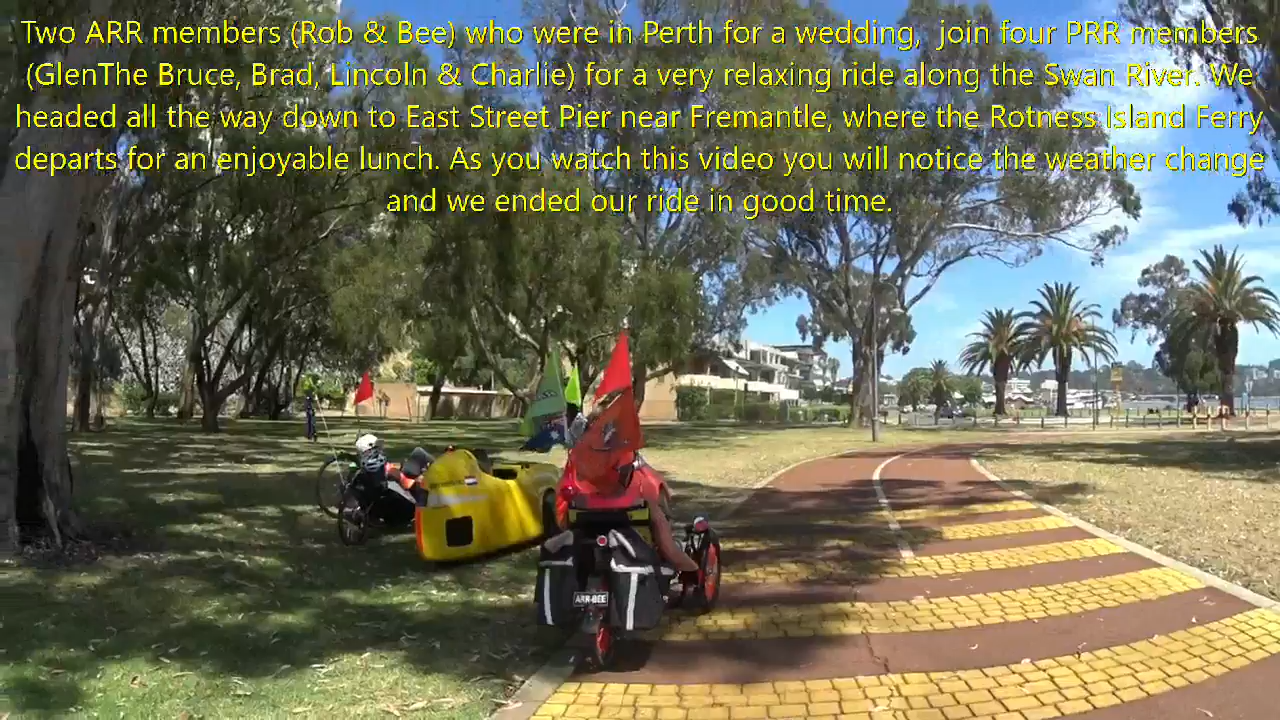 Two ARR members (Rob & Bee) who were in Perth for a wedding,  join four PRR members
(GlenThe Bruce, Brad, Lincoln & Charlie) for a very relaxing ride along the Swan River. We
headed all the way down to East Street Pier near Fremantle, where the Rotness Island Ferry
departs for an enjoyable lunch. As you watch this video you will notice the weather change
and we ended our ride in good time.
ARR-BEE